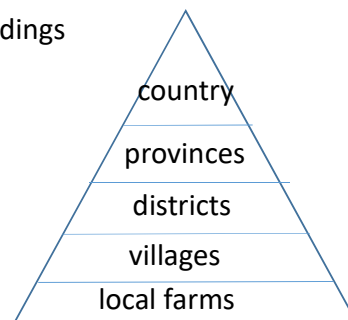 dings
country
provinces
districts
villages
local farms